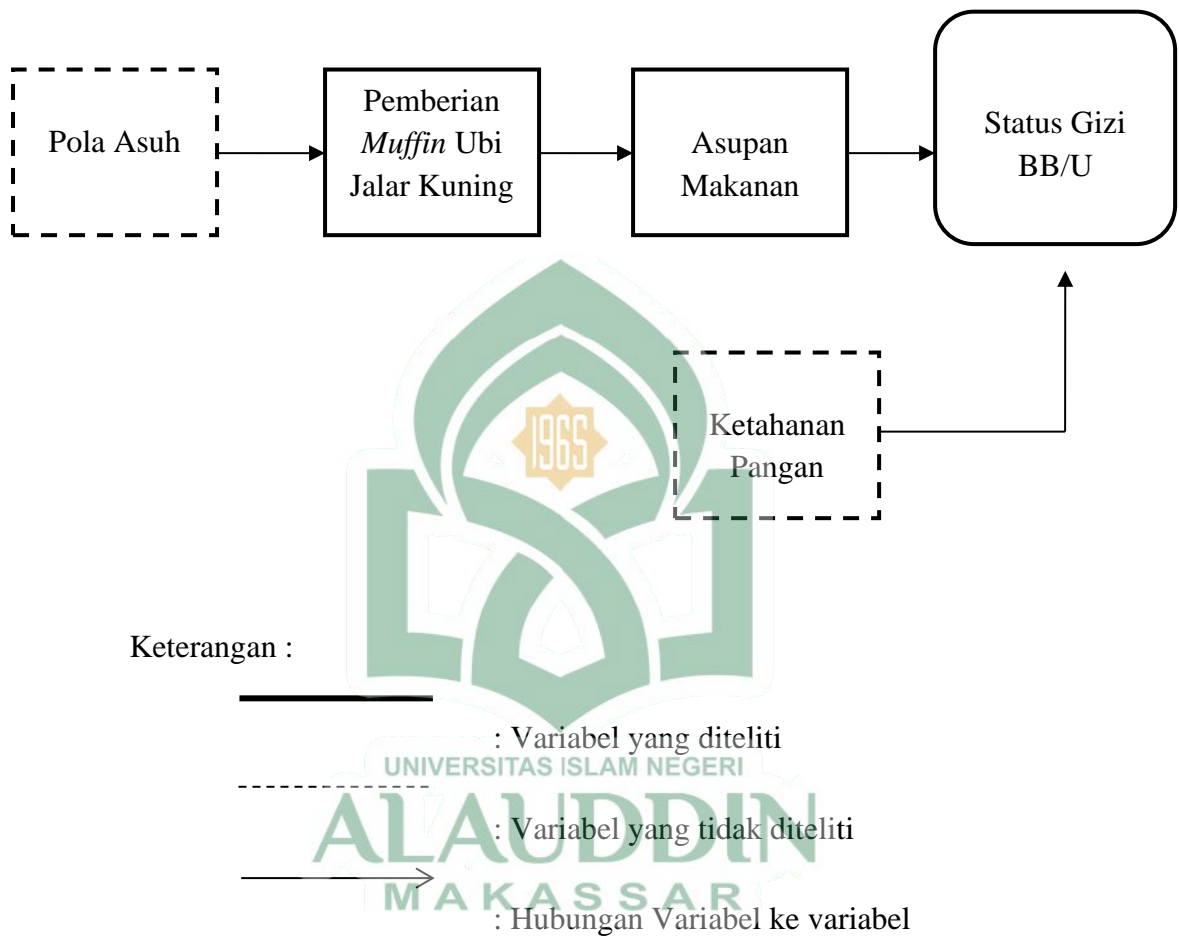 Pola Asuh
Pemberian
Muffin Ubi
Jalar Kuning
Asupan
Makanan
Status Gizi
BB/U
1965
Ketahanan
Pangan
Keterangan :
: Variabel yang diteliti
UNIVERSITAS ISLAM NEGERI
: Variabel yang tidak diteliti
ALAUDDIN
MAKASSAR
: Hubungan Variabel ke variabel